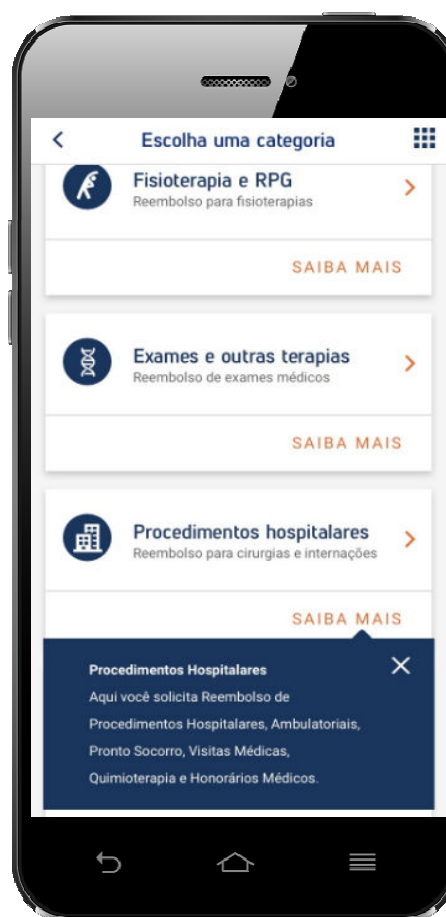 Escolha uma categoria
Fisioterapia e RPG
Reembolso para fisioterapias
SAIBA MAIS
Exames e outras terapias
Reembolso de exames médicos
SAIBA MAIS
Procedimentos hospitalares
Reembolso para cirurgias e internações
SAIBA MAIS
Procedimentos Hospitalares
Aqui você solicita Reembolso de
Procedimentos Hospitalares, Ambulatoriais,
Pronto Socorro, Visitas Médicas,
Quimioterapia e Honorários Médicos.